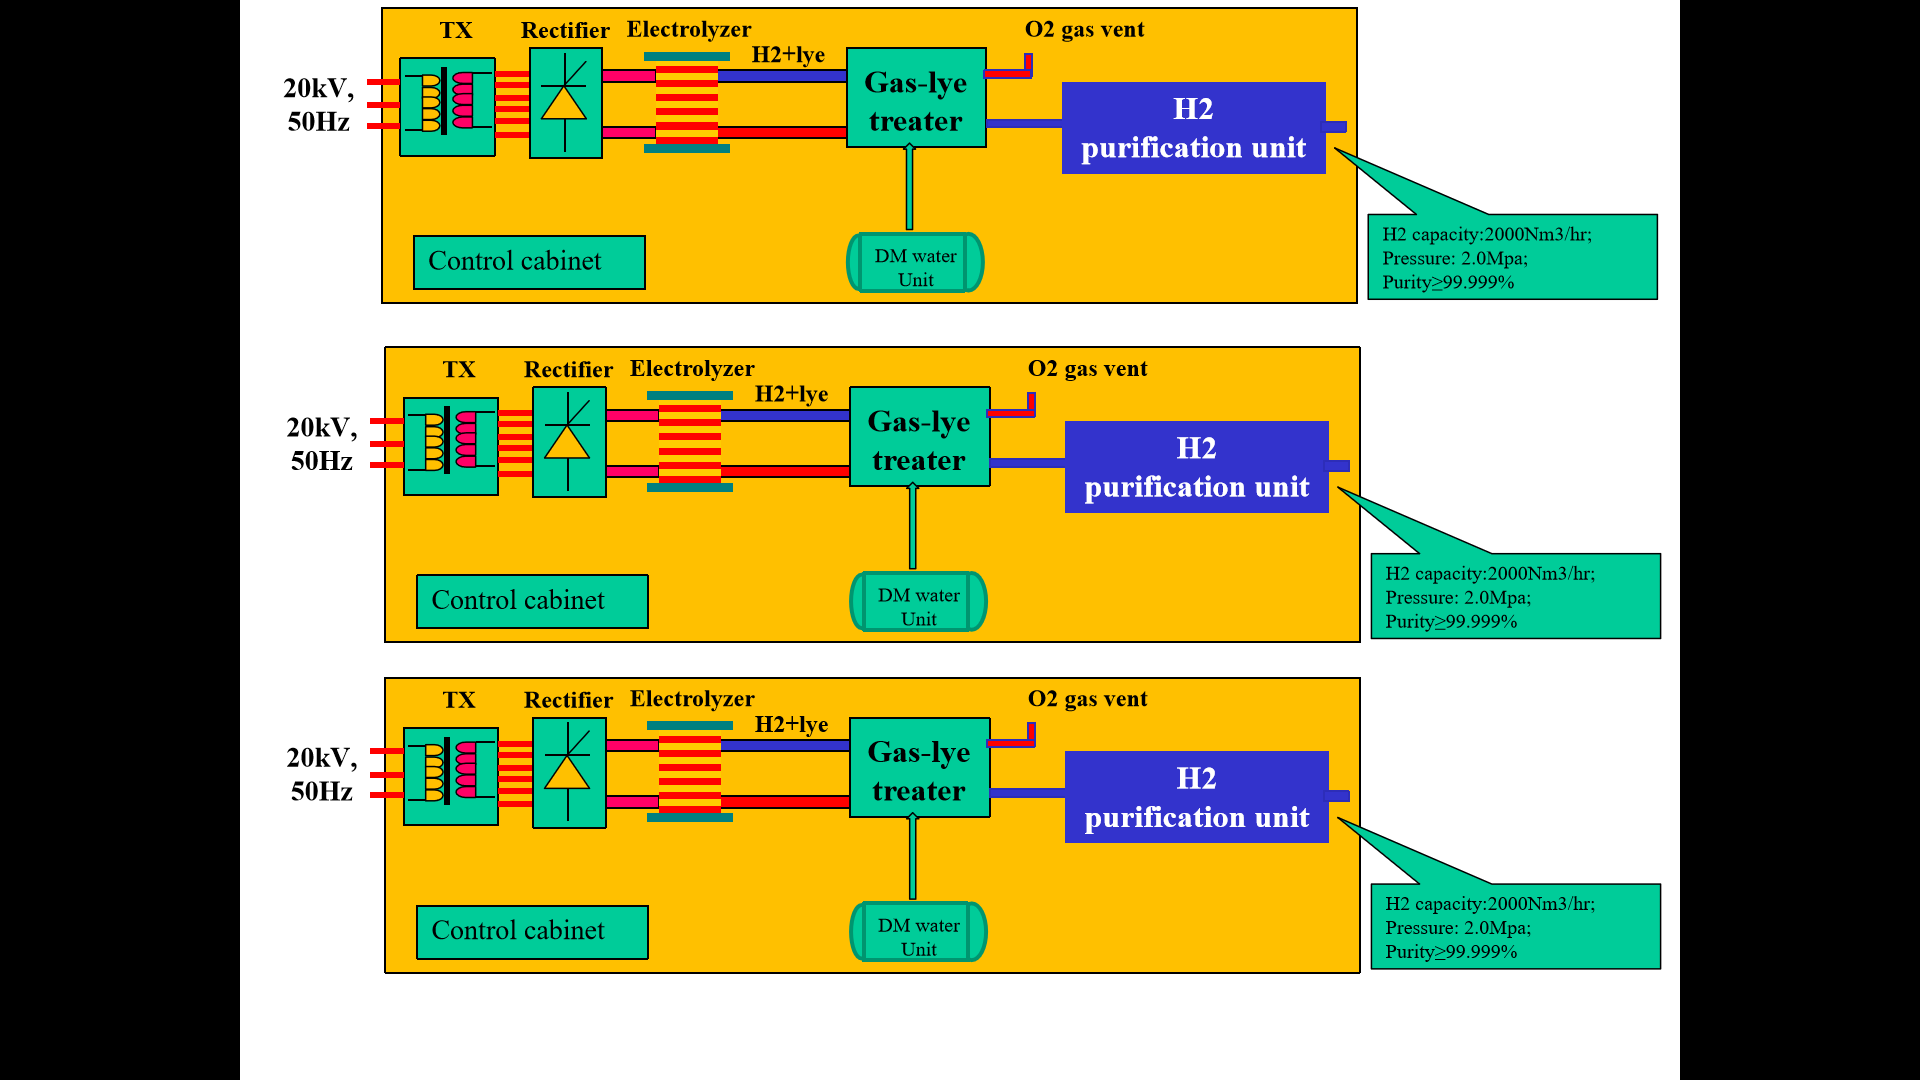 TX
Rectifier
Electrolyzer
H2+lye
O2 gas vent
20kV,
50Hz
Gas-lye
treater
H2
purification unit
Control cabinet
DM water
Unit
H2 capacity:2000Nm3/hr;
Pressure: 2.0Mpa;
Purity≥99.999%
TX
Rectifier
Electrolyzer
H2+lye
O2 gas vent
20kV,
50Hz
Gas-lye
treater
H2
purification unit
Control cabinet
DM water
Unit
H2 capacity:2000Nm3/hr;
Pressure: 2.0Mpa;
Purity≥99.999%
TX
Rectifier
Electrolyzer
H2+lye
O2 gas vent
20kV,
50Hz
Gas-lye
treater
H2
purification unit
Control cabinet
DM water
Unit
H2 capacity:2000Nm3/hr;
Pressure: 2.0Mpa;
Purity≥99.999%